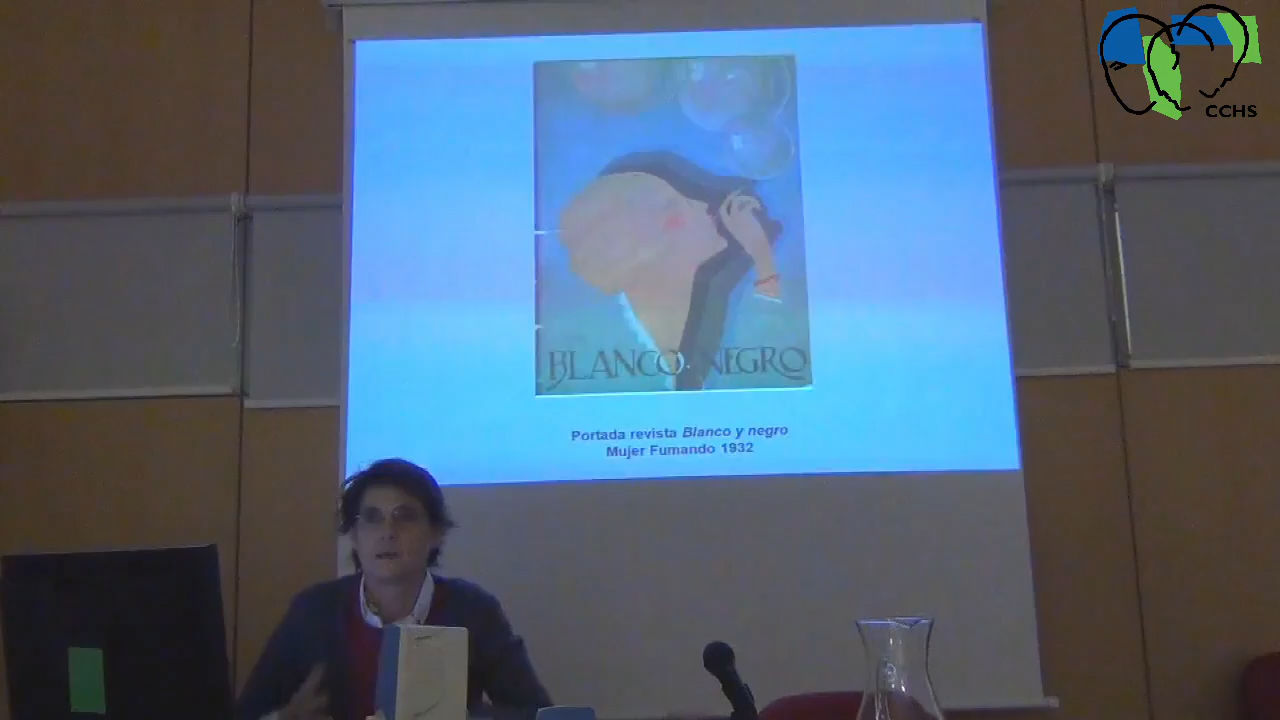 CCHS
BLANCO·NEGRO
Portada revista Blanco y negro
Mujer Fumando 1932